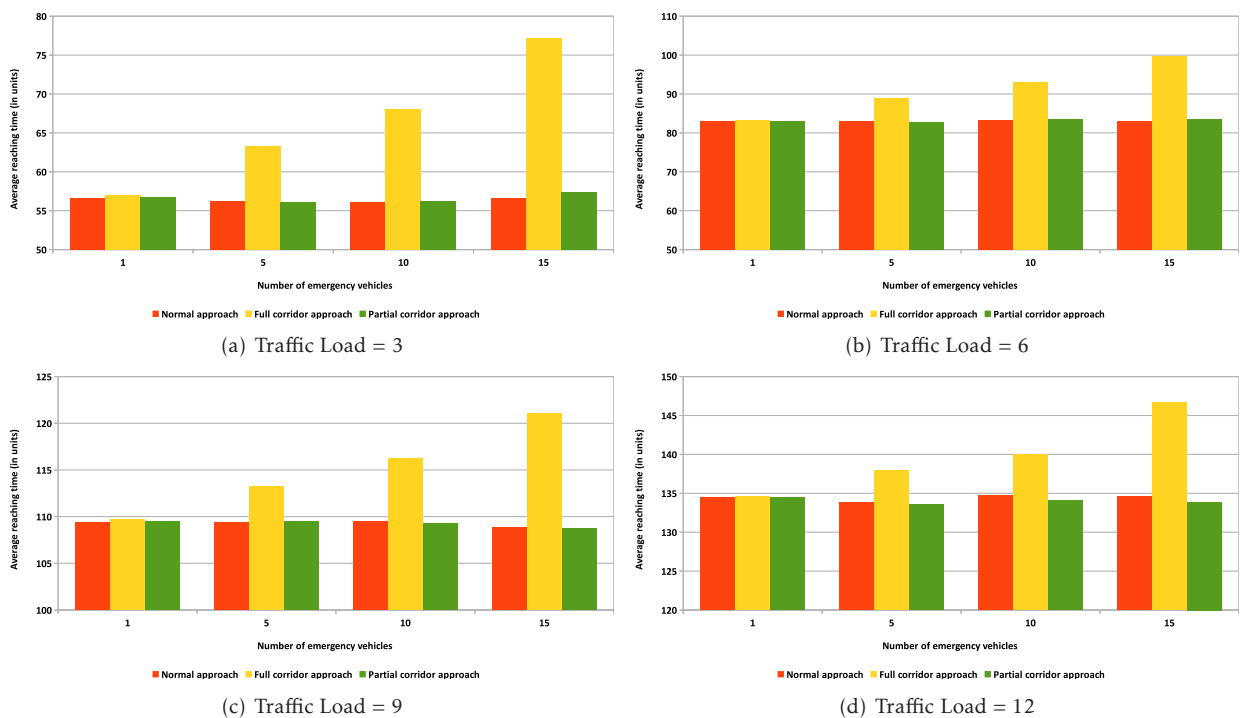 80
75
70
65
60
55
50
Average reaching time (in units)
1 5 10 15
Number of emergency vehicles
Normal approach Full corridor approach Partial corridor approach
(a) Traffic Load = 3
110
100
90
80
70
60
50
Average reaching time (in units)
1 5 10 15
Number of emergency vehicles
Normal approach Full corridor approach Partial corridor approach
(b) Traffic Load = 6
125
120
115
110
105
100
Average reaching time (in units)
1 5 10 15
Number of emergency vehicles
Normal approach Full corridor approach Partial corridor approach
(c) Traffic Load = 9
150
145
140
135
130
125
120
Average reaching time (in units)
1 5 10 15
Number of emergency vehicles
Normal approach Full corridor approach Partial corridor approach
(d) Traffic Load = 12